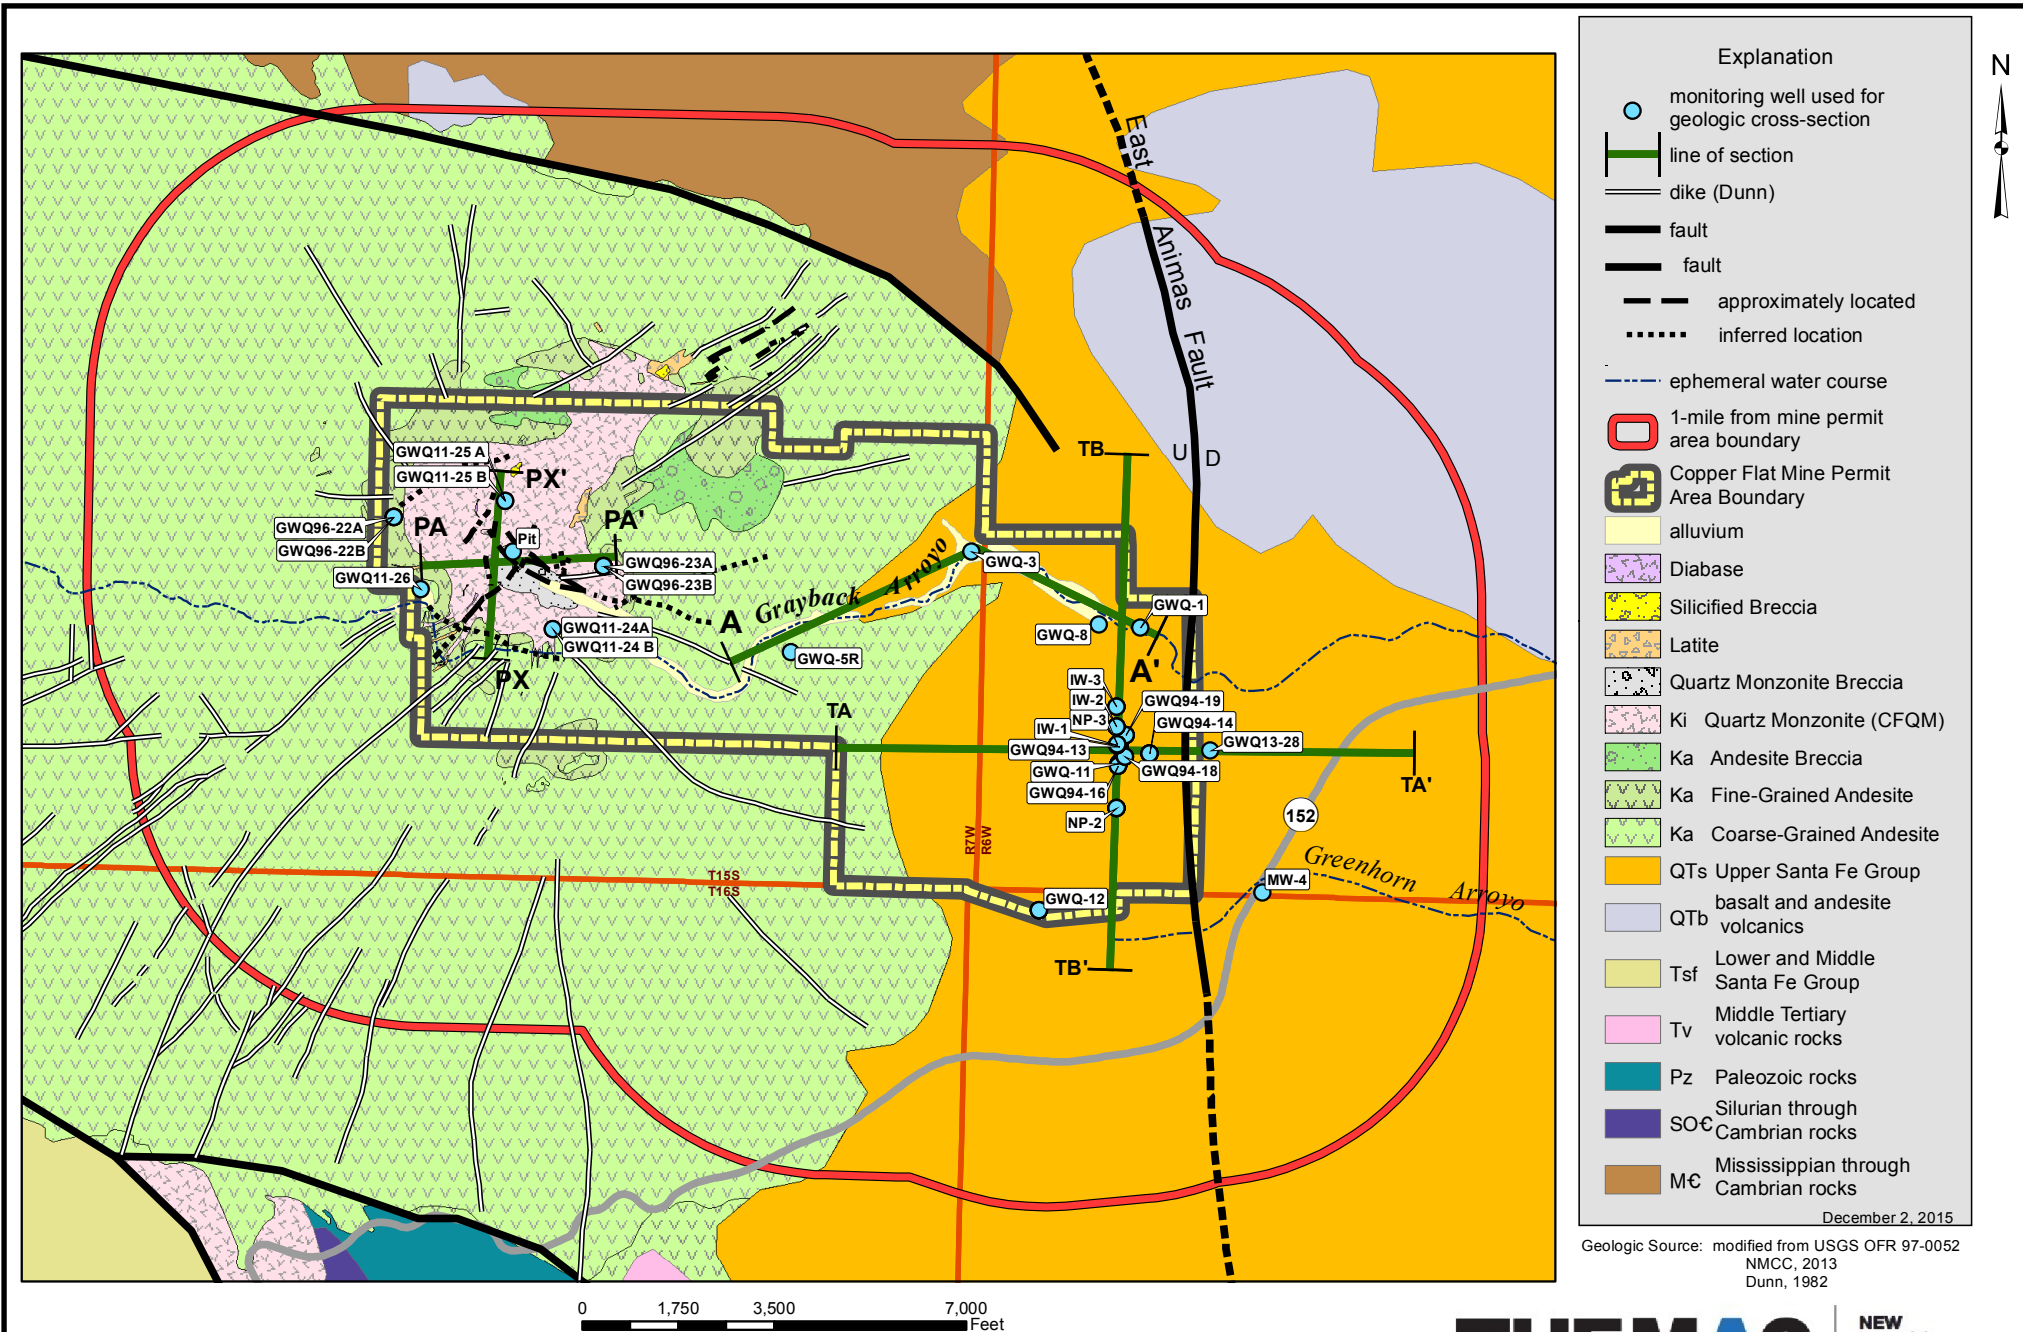 East
Animas
Fault
U D
TB
GWQ11-25 A
GWQ11-25 B
PX'
GWQ96-22A
GWQ96-22B
PA
PA'
Pit
GWQ96-23A
GWQ96-23B
GWQ11-26
GWQ11-24A
GWQ11-24 B
PX
A
Grayback Arroyo
GWQ-3
GWQ-5R
GWQ-1
GWQ-8
A'
IW-3
IW-2
NP-3
IW-1
GWQ94-19
GWQ94-14
GWQ94-13
GWQ13-28
GWQ-11
GWQ94-18
GWQ94-16
NP-2
TA
TA'
152
R7W
R6W
T15S
T16S
Greenhorn Arroyo
MW-4
GWQ-12
TB'
0 1,750 3,500 7,000
Feet
Explanation
monitoring well used for
geologic cross-section
line of section
dike (Dunn)
fault
fault
approximately located
inferred location
ephemeral water course
1-mile from mine permit
area boundary
Copper Flat Mine Permit
Area Boundary
alluvium
Diabase
Silicified Breccia
Latite
Quartz Monzonite Breccia
Ki Quartz Monzonite (CFQM)
Ka Andesite Breccia
Ka Fine-Grained Andesite
Ka Coarse-Grained Andesite
QTs Upper Santa Fe Group
QTb basalt and andesite
volcanics
Tsf Lower and Middle
Santa Fe Group
Tv Middle Tertiary
volcanic rocks
Pz Paleozoic rocks
SO€ Silurian through
Cambrian rocks
M€ Mississippian through
Cambrian rocks
December 2, 2015
N
Geologic Source: modified from USGS OFR 97-0052
NMCC, 2013
Dunn, 1982
NEW